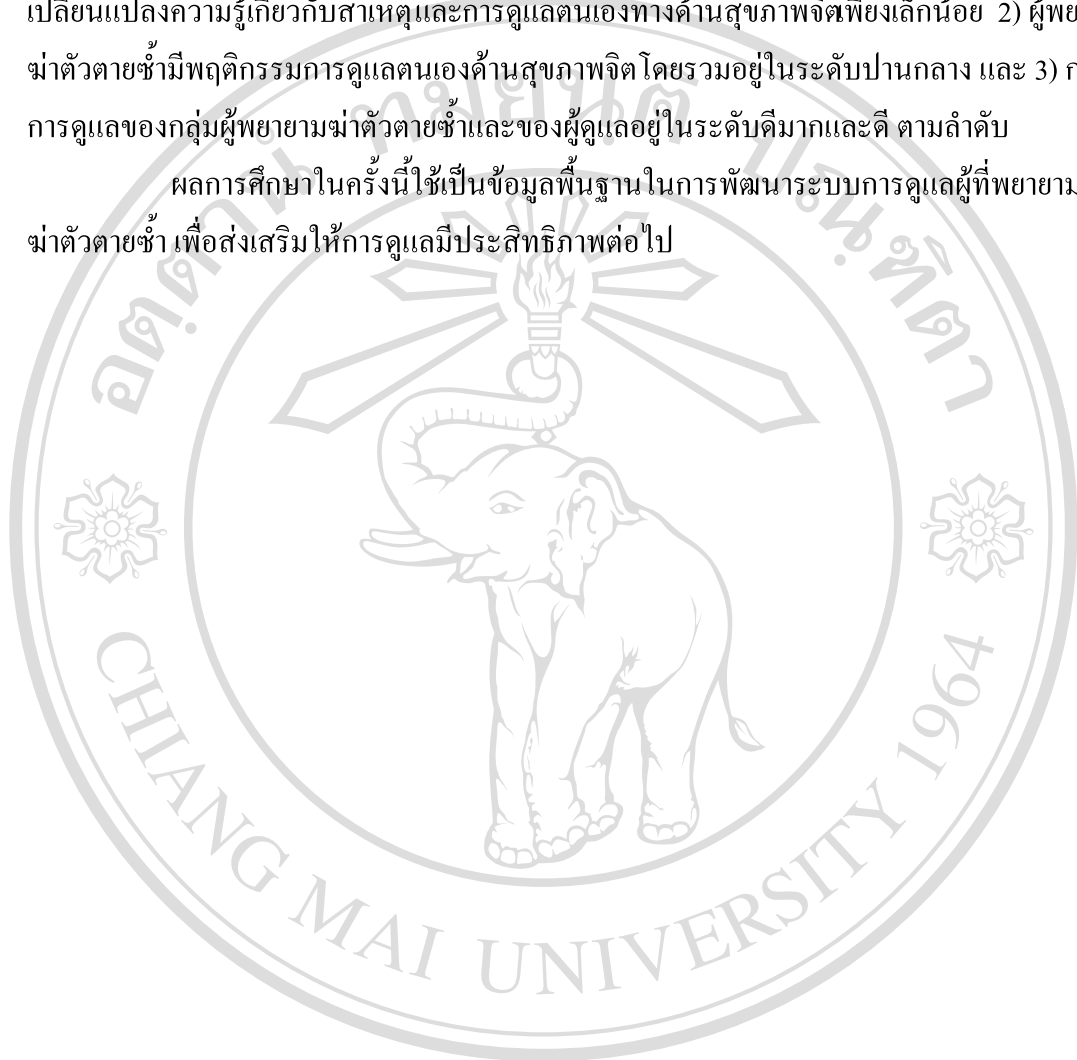 เปลี่ยนแปลงความรู้เกี่ยวกับสาเหตุและการดูแลตนเองทางด้านสุขภาพจิตเพียงเล็กน้อย 2) ผู้พย
ฆ่าตัวตายซ้ำมีพฤติกรรมการดูแลตนเองด้านสุขภาพจิตโดยรวมอยู่ในระดับปานกลาง และ 3) ก
การดูแลของกลุ่มผู้พยายามฆ่าตัวตายซ้ำและของผู้ดูแลอยู่ในระดับดีมากและดี ตามลำดับ
ผลการศึกษาในครั้งนี้ใช้เป็นข้อมูลพื้นฐานในการพัฒนาระบบการดูแลผู้ที่พยายาม
ฆ่าตัวตายซ้ำ เพื่อส่งเสริมให้การดูแลมีประสิทธิภาพต่อไป
อตฺตานํ ทมยนฺติ ปณฺฑิตา
CHIANG MAI UNIVERSITY 1964